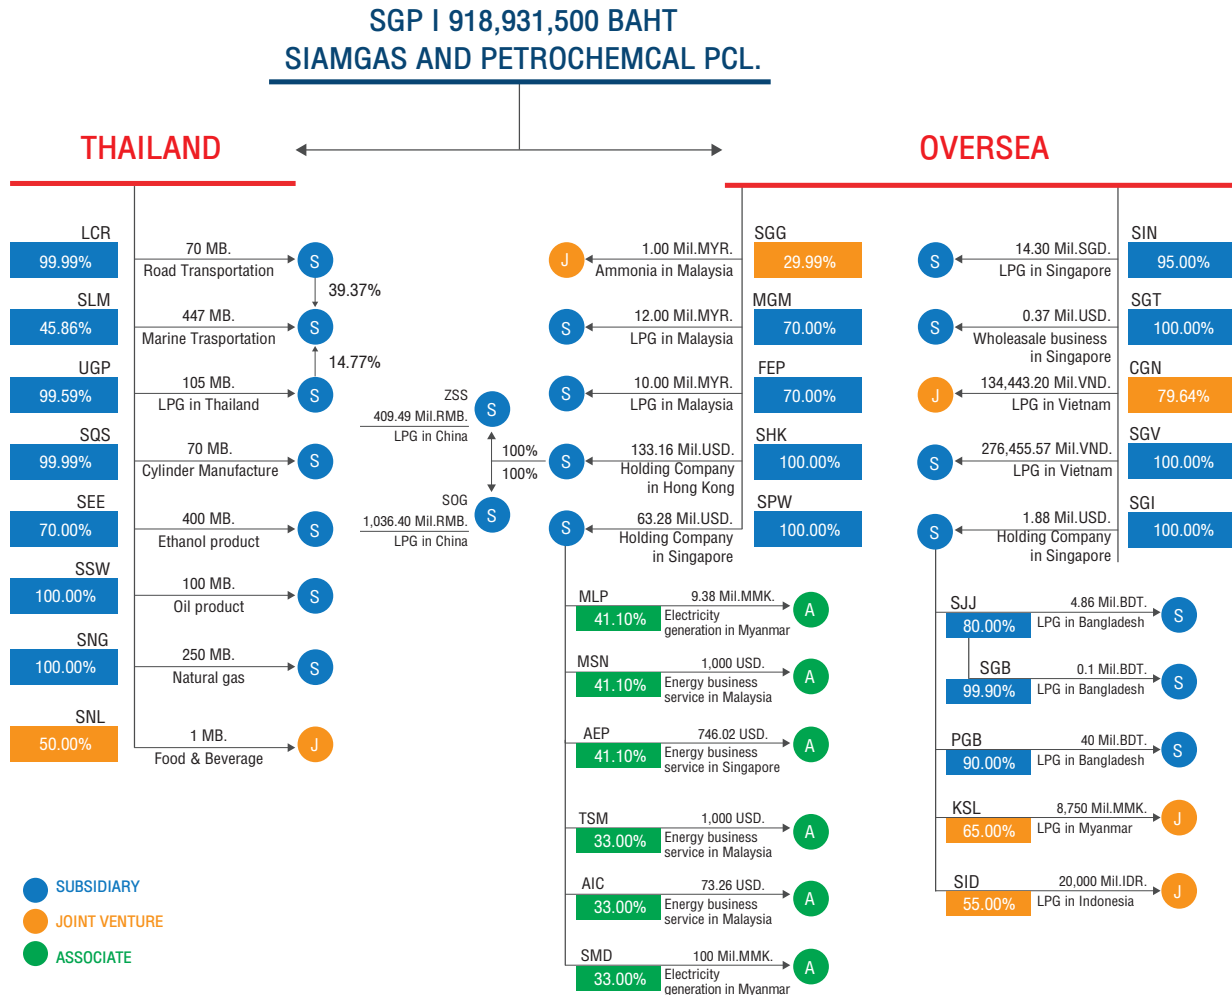 SGP I 918,931,500 BAHT
SIAMGAS AND PETROCHEMCAL PCL.
THAILAND
OVERSEA
LCR
99.99%
70 MB.
Road Transportation
S
39.37%
SLM
45.86%
447 MB.
Marine Trasportation
S
14.77%
UGP
99.59%
105 MB.
LPG in Thailand
S
SQS
99.99%
70 MB.
Cylinder Manufacture
S
SEE
70.00%
400 MB.
Ethanol product
S
SSW
100.00%
100 MB.
Oil product
S
SNG
100.00%
250 MB.
Natural gas
S
SNL
50.00%
1 MB.
Food & Beverage
J
SGG
29.99%
1.00 Mil.MYR.
Ammonia in Malaysia
J
MGM
70.00%
12.00 Mil.MYR.
LPG in Malaysia
S
FEP
70.00%
10.00 Mil.MYR.
LPG in Malaysia
S
SHK
100.00%
133.16 Mil.USD.
Holding Company
in Hong Kong
S
100%
100%
ZSS
409.49 Mil.RMB.
LPG in China
S
SOG
1,036.40 Mil.RMB.
LPG in China
S
SPW
100.00%
63.28 Mil.USD.
Holding Company
in Singapore
S
MLP
41.10%
9.38 Mil.MMK.
Electricity
generation in Myanmar
A
MSN
41.10%
1,000 USD.
Energy business
service in Malaysia
A
AEP
41.10%
746.02 USD.
Energy business
service in Singapore
A
TSM
33.00%
1,000 USD.
Energy business
service in Malaysia
A
AIC
33.00%
73.26 USD.
Energy business
service in Malaysia
A
SMD
33.00%
100 Mil.MMK.
Electricity
generation in Myanmar
A
SIN
95.00%
14.30 Mil.SGD.
LPG in Singapore
S
SGT
100.00%
0.37 Mil.USD.
Wholeasale business
in Singapore
S
CGN
79.64%
134,443.20 Mil.VND.
LPG in Vietnam
J
SGV
100.00%
276,455.57 Mil.VND.
LPG in Vietnam
S
SGI
100.00%
1.88 Mil.USD.
Holding Company
in Singapore
S
SJJ
80.00%
4.86 Mil.BDT.
LPG in Bangladesh
S
SGB
99.90%
0.1 Mil.BDT.
LPG in Bangladesh
S
PGB
90.00%
40 Mil.BDT.
LPG in Bangladesh
S
KSL
65.00%
8,750 Mil.MMK.
LPG in Myanmar
J
SID
55.00%
20,000 Mil.IDR.
LPG in Indonesia
J
SUBSIDIARY
JOINT VENTURE
ASSOCIATE